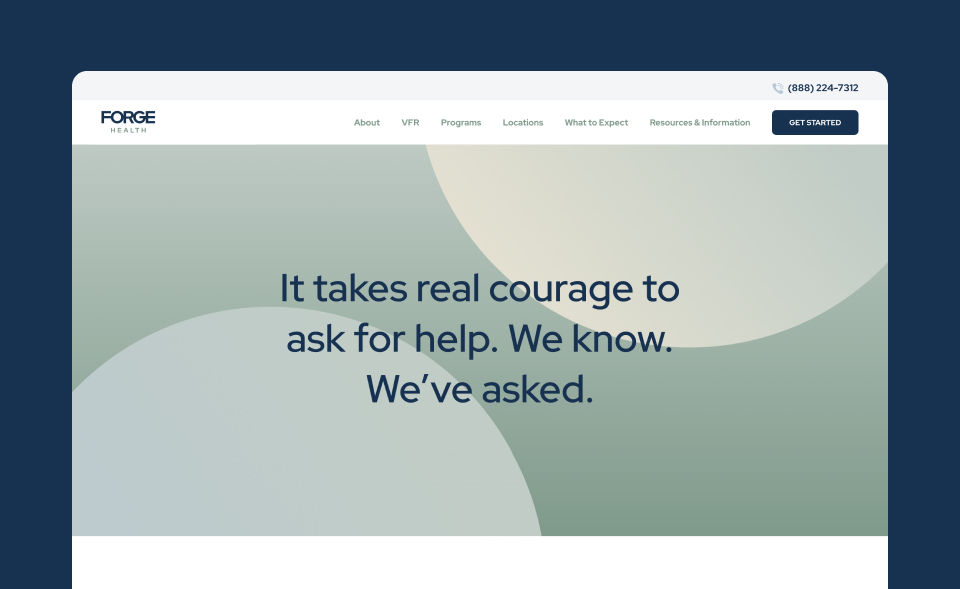 (888) 224-7312
FORGE
HEALTH
About VFR Programs Locations What to Expect Resources & Information GET STARTED
It takes real courage to
ask for help. We know.
We’ve asked.